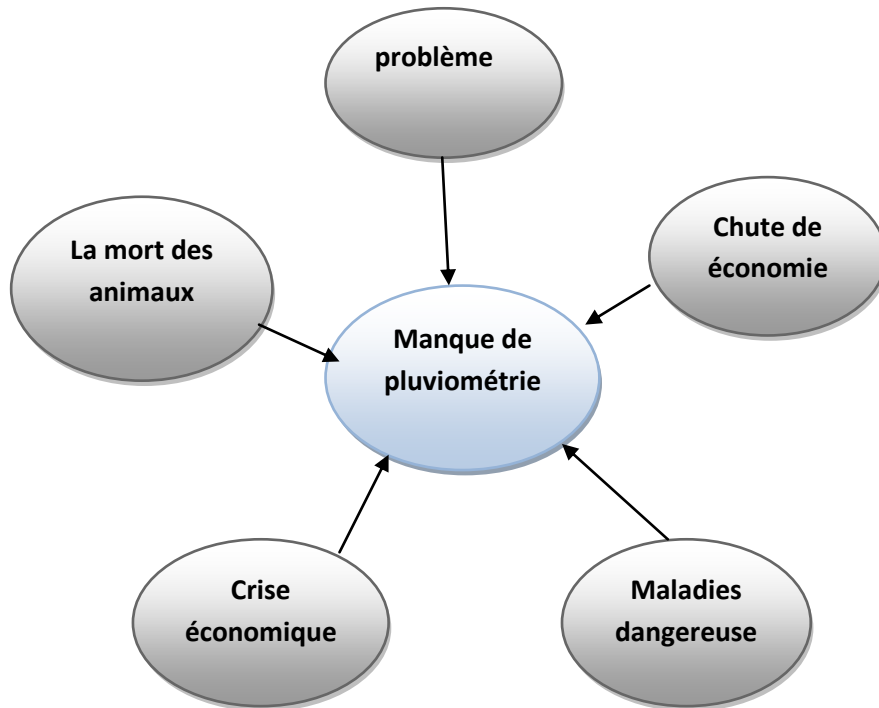 problème
Chute de
économie
La mort des
animaux
Manque de
pluviométrie
Crise
économique
Maladies
dangereuse